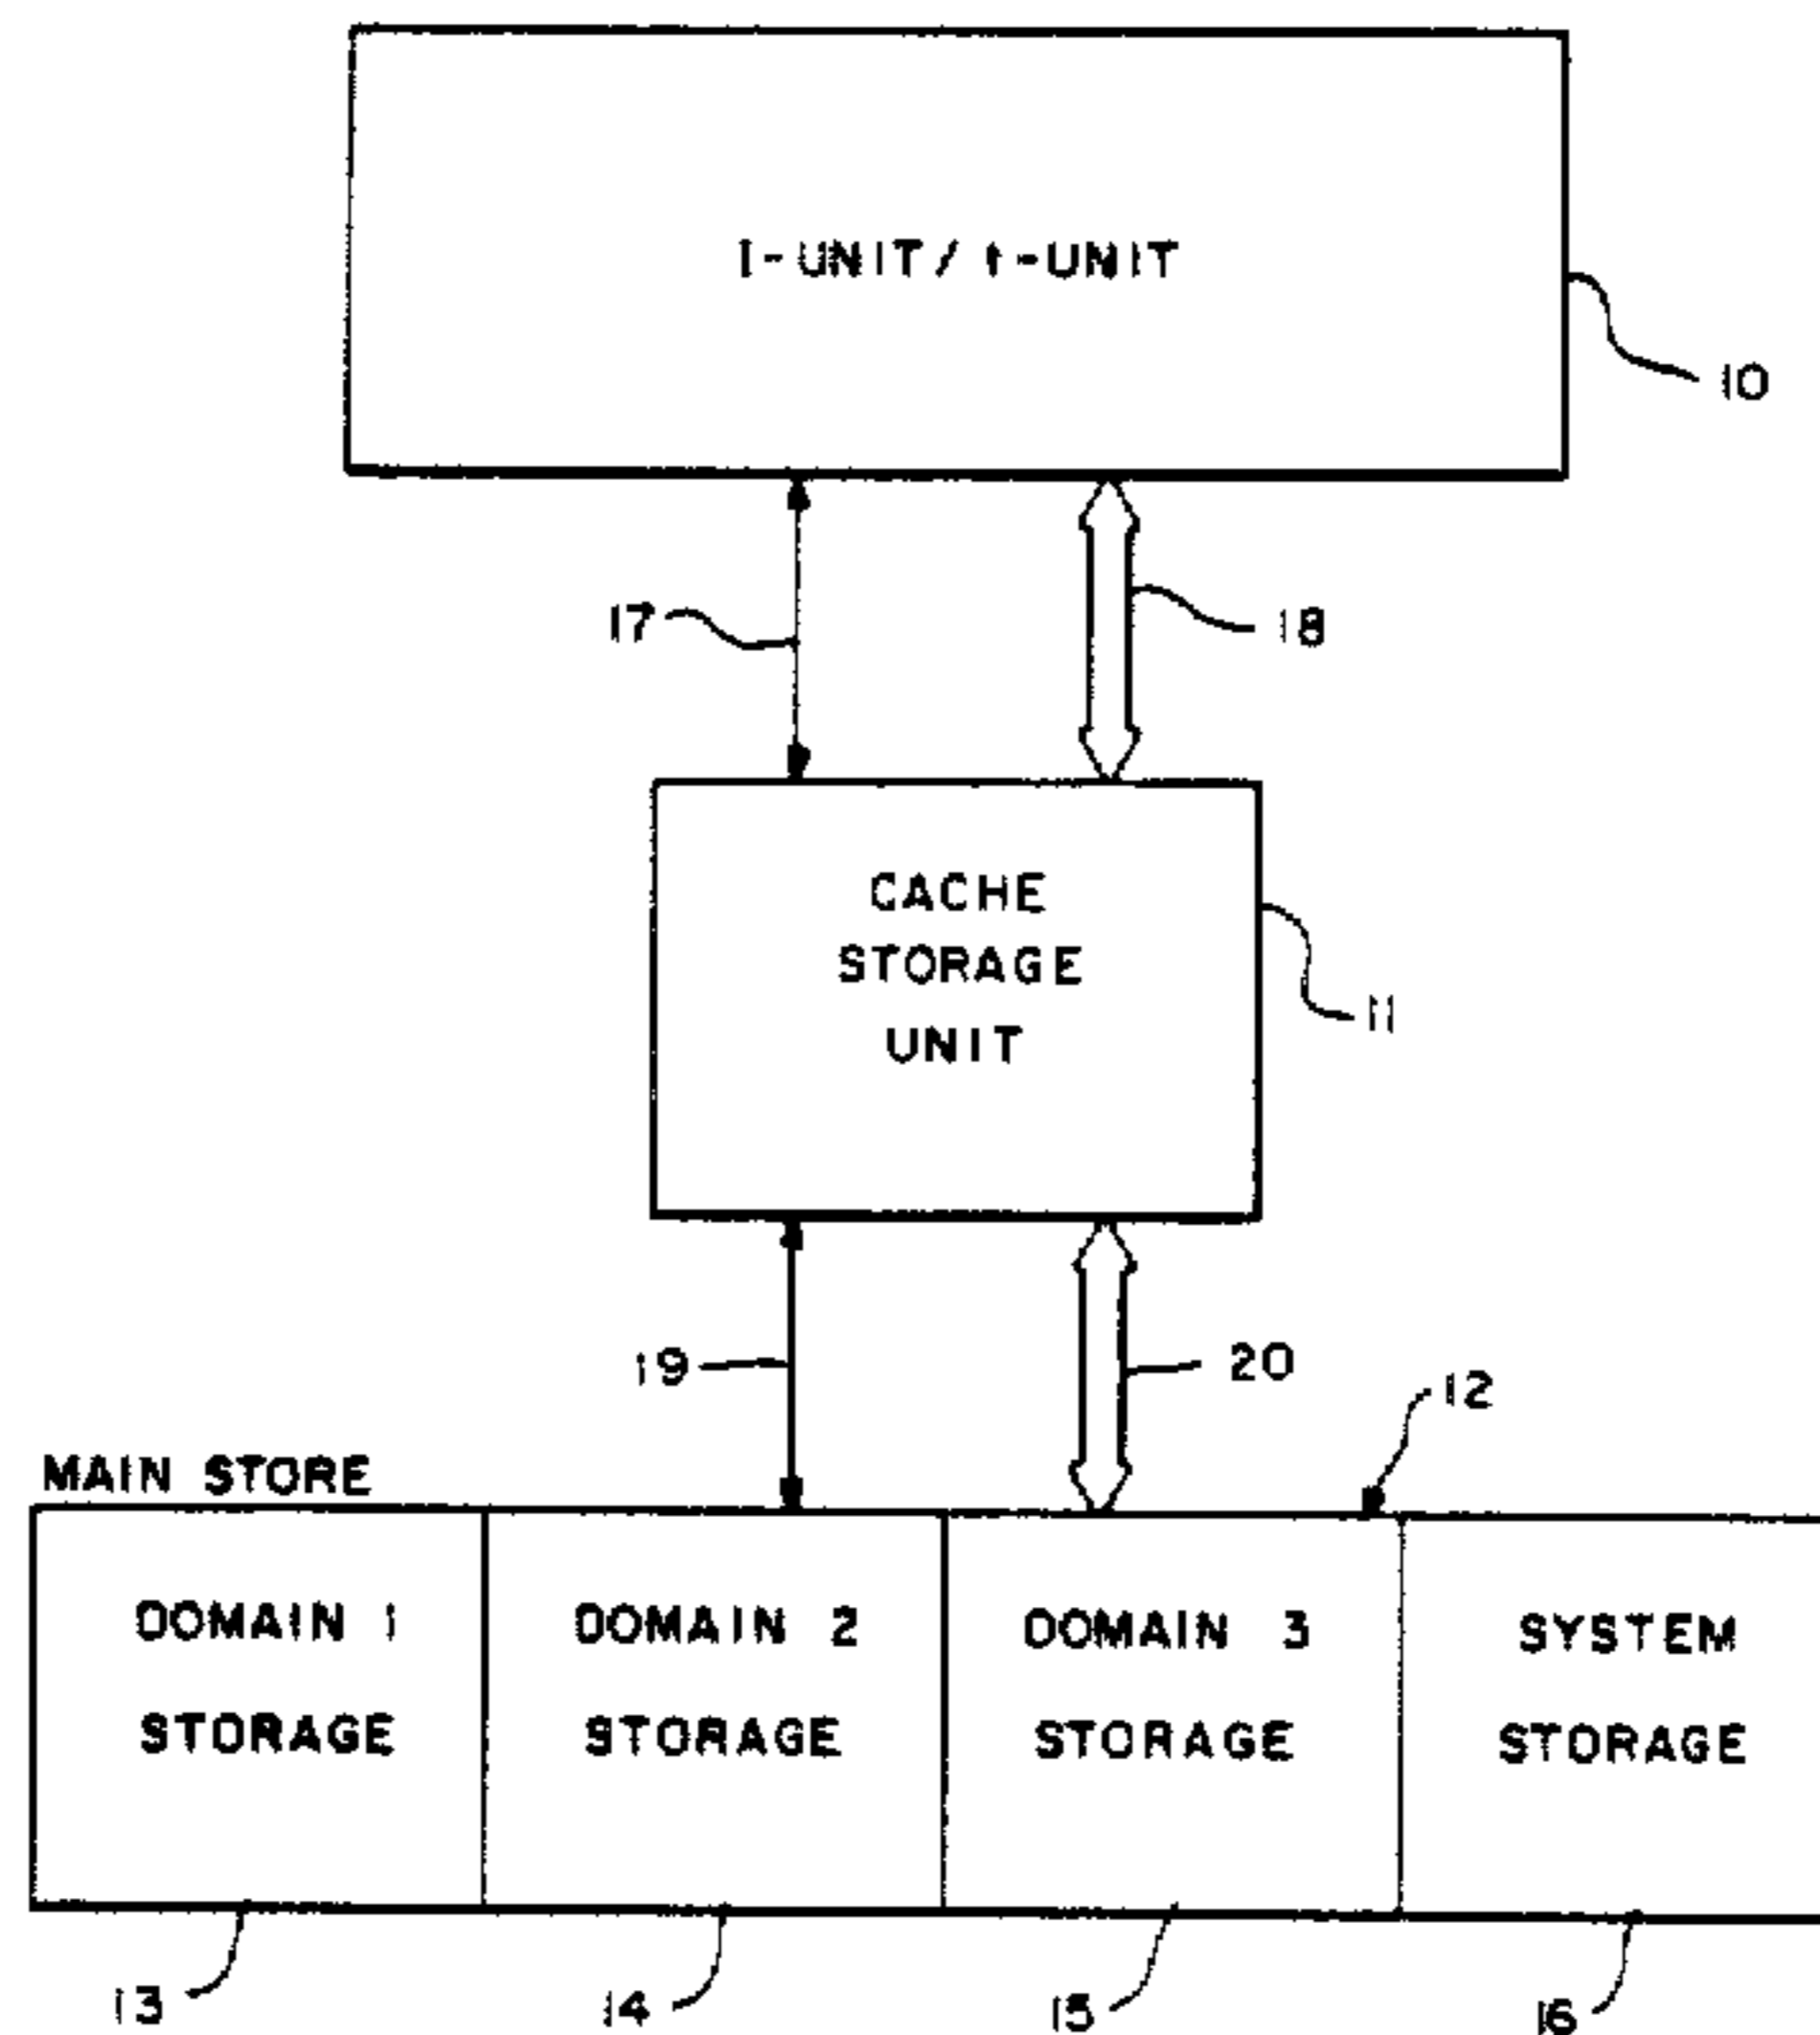 I-UNIT/
10
17
18
CACHE
STORAGE
UNIT
11
19
20
12
MAIN STORE
DOMAIN 1
STORAGE
DOMAIN 2
STORAGE
DOMAIN 3
STORAGE
SYSTEM
STORAGE
13
14
15
16